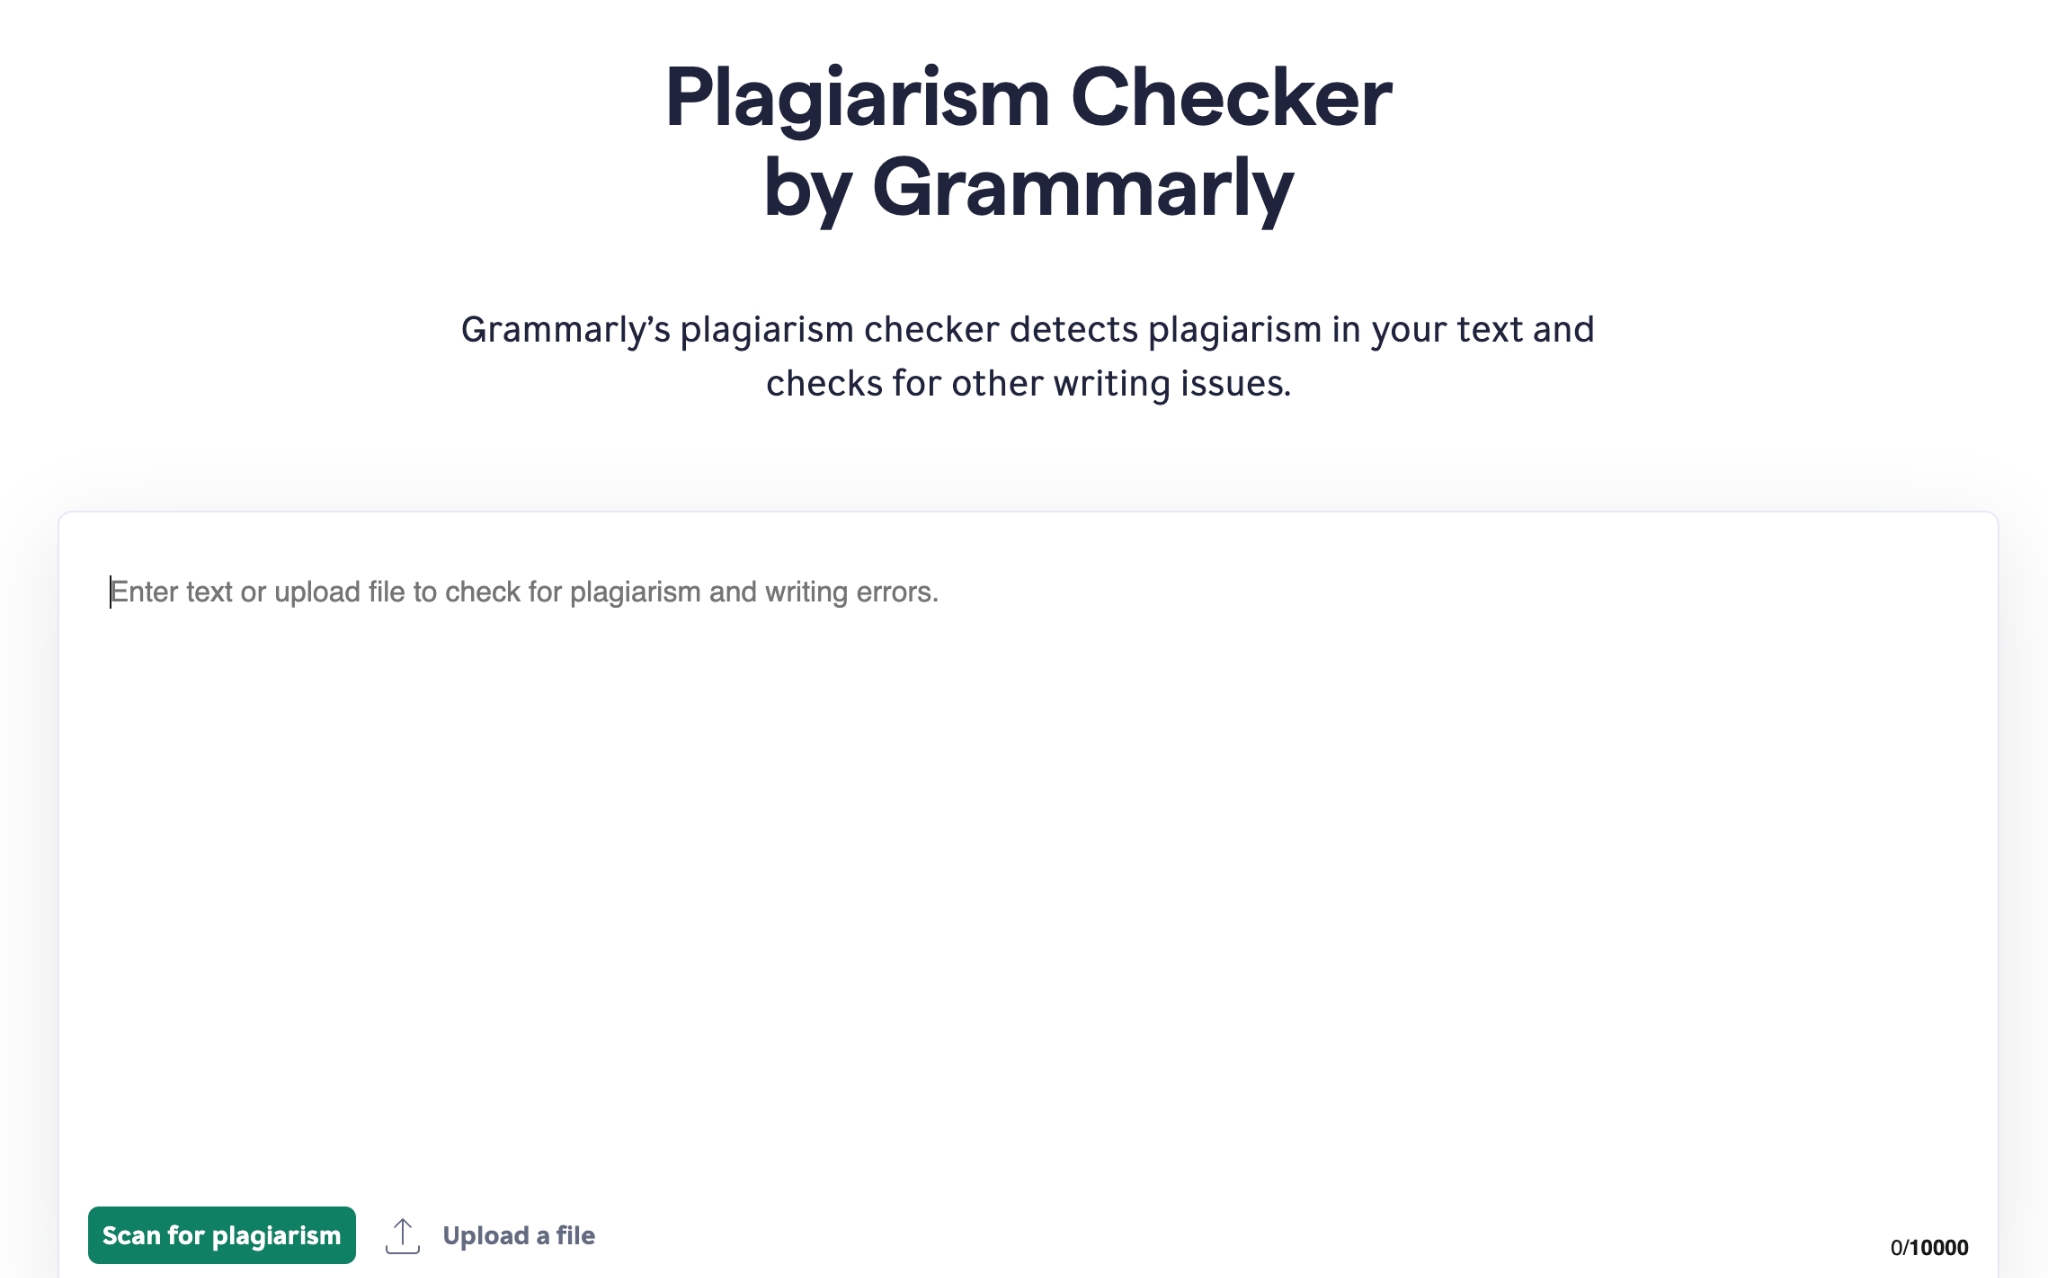 Plagiarism Checker
by Grammarly
Grammarly’s plagiarism checker detects plagiarism in your text and
checks for other writing issues.
Enter text or upload file to check for plagiarism and writing errors.
Scan for plagiarism
Upload a file
0/10000